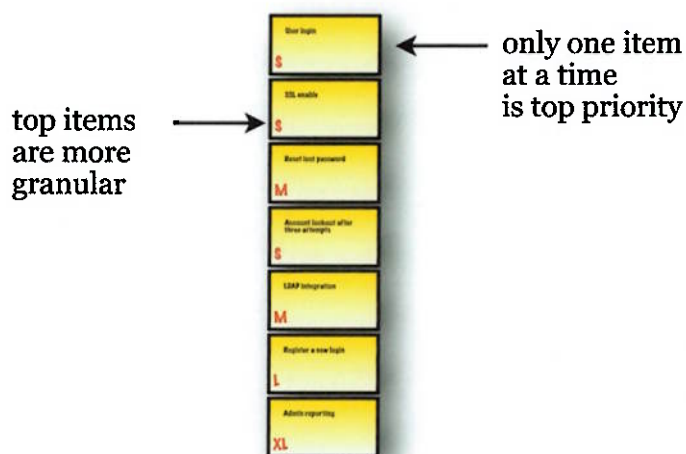 User login
S
only one item
at a time
is top priority
SSL enable
S
top items
are more
granular
Reset lost password
M
Account lockout after
three attempts
S
LDAP integration
M
Register a new login
L
Admin reporting
XL